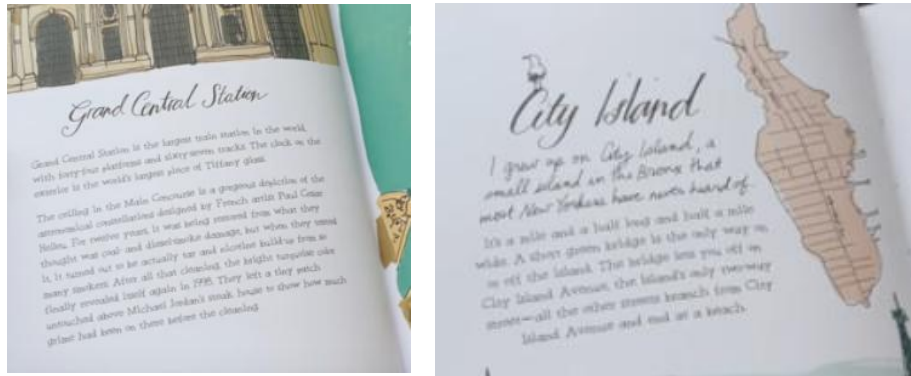 Grand Central Station
Grand Central Station is the largest train station in the world,
with forty-four platforms and sixty-seven tracks. The clock on the
exterior is the world's largest piece of Tiffany glass.
The ceiling in the Main Concourse is a gorgeous depiction of the
astronomical constellations designed by French artist Paul César
Helleu. For twelve years, it was being restored from what they
thought was coal- and diesel-smoke damage, but when they tested
it, it turned out to be actually tar and nicotine buildup from so
many smokers. After all that cleaning, the bright turquoise color
finally revealed itself again in 1998. They left a tiny patch
untouched above Michael Jordan's steak house to show how much
grime had been on there before the cleaning.
City Island
I grew up on City Island, a
small island in the Bronx that
most New Yorkers have never heard of.
It's a mile and a half long and half a mile
wide. A short green bridge is the only way on
or off the island. The bridge lets you off on
City Island Avenue, the island's only two-way
street—all the other streets branch from City
Island Avenue and end at a beach.